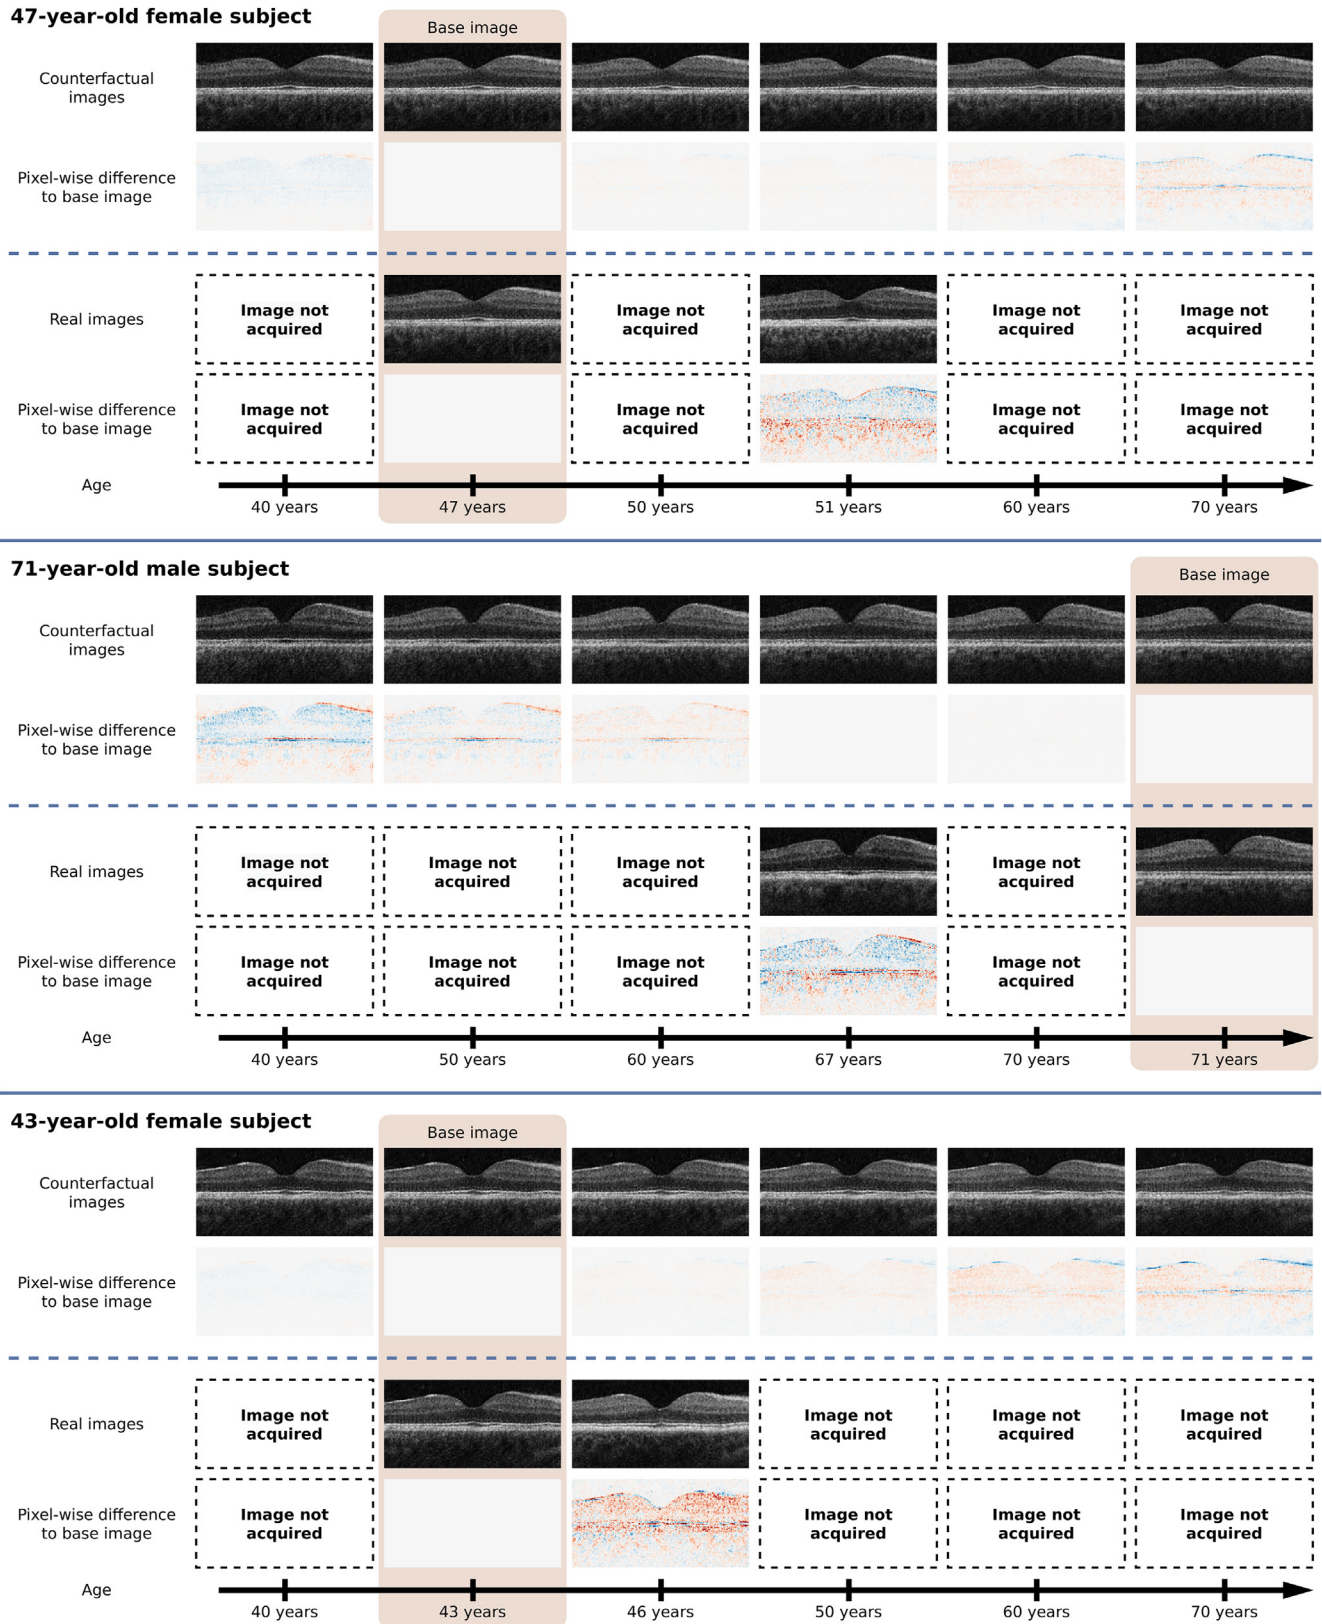 47-year-old female subject
Base image
Counterfactual
images
Pixel-wise difference
to base image
Real images
Image not
acquired
Image not
acquired
Image not
acquired
Image not
acquired
Pixel-wise difference
to base image
Image not
acquired
Image not
acquired
Image not
acquired
Image not
acquired
Age
40 years
47 years
50 years
51 years
60 years
70 years
71-year-old male subject
Base image
Counterfactual
images
Pixel-wise difference
to base image
Real images
Image not
acquired
Image not
acquired
Image not
acquired
Image not
acquired
Pixel-wise difference
to base image
Image not
acquired
Image not
acquired
Image not
acquired
Image not
acquired
Age
40 years
50 years
60 years
67 years
70 years
71 years
43-year-old female subject
Base image
Counterfactual
images
Pixel-wise difference
to base image
Real images
Image not
acquired
Image not
acquired
Image not
acquired
Image not
acquired
Pixel-wise difference
to base image
Image not
acquired
Image not
acquired
Image not
acquired
Image not
acquired
Age
40 years
43 years
46 years
50 years
60 years
70 years